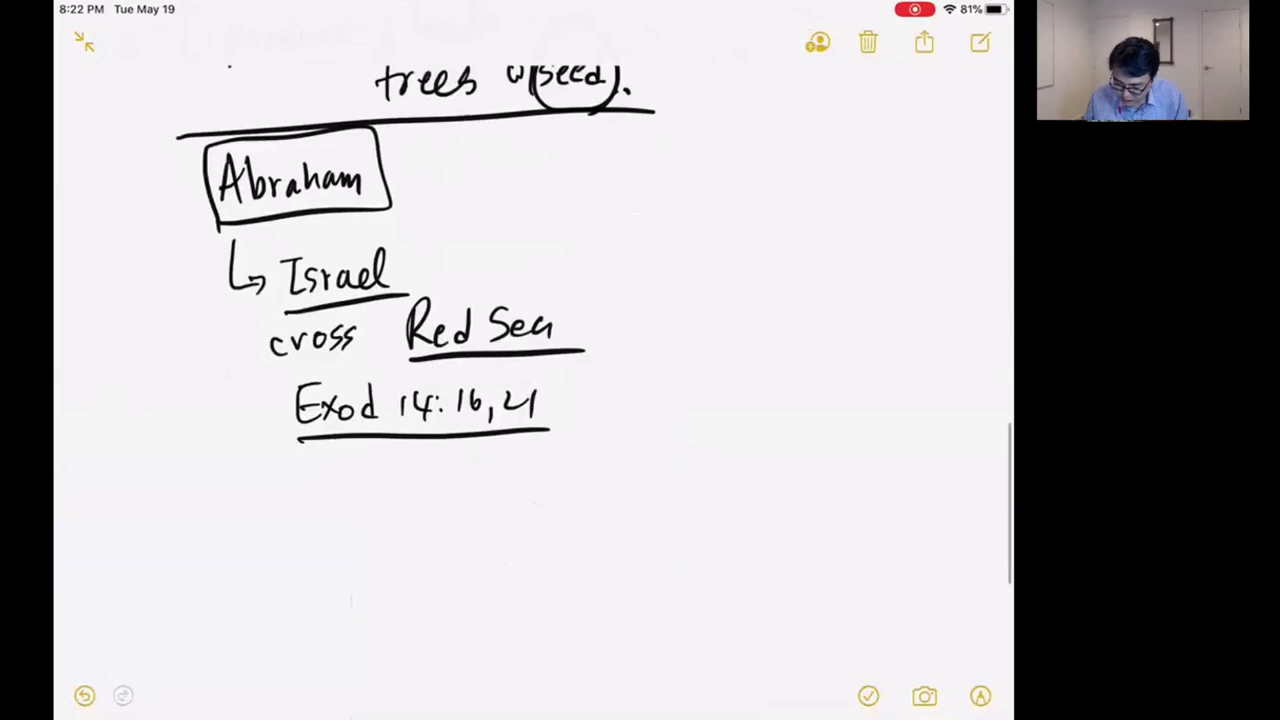 8:22 PM Tue May 19
81%
trees w(seed).
Abraham
↳ Israel
cross Red Sea
Exod 14:16,21